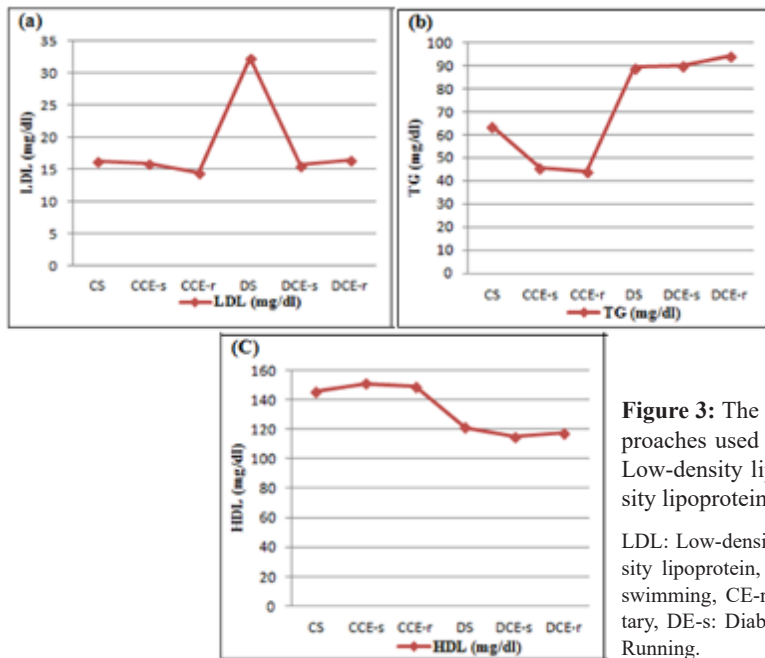 (a)
35
30
25
20
15
10
5
0
LDL (mg/dl)
CS CCE-s CCE-r DS DCE-s DCE-r
LDL (mg/dl)
(b)
100
90
80
70
60
50
40
30
20
10
0
TG (mg/dl)
CS CCE-s CCE-r DS DCE-s DCE-r
TG (mg/dl)
(C)
160
140
120
100
80
60
40
20
0
HDL (mg/dl)
CS CCE-s CCE-r DS DCE-s DCE-r
HDL (mg/dl)
Figure 3: The
proaches used
Low-density li
sity lipoprotein
LDL: Low-densi
sity lipoprotein,
swimming, CE-r
tary, DE-s: Diab
Running.